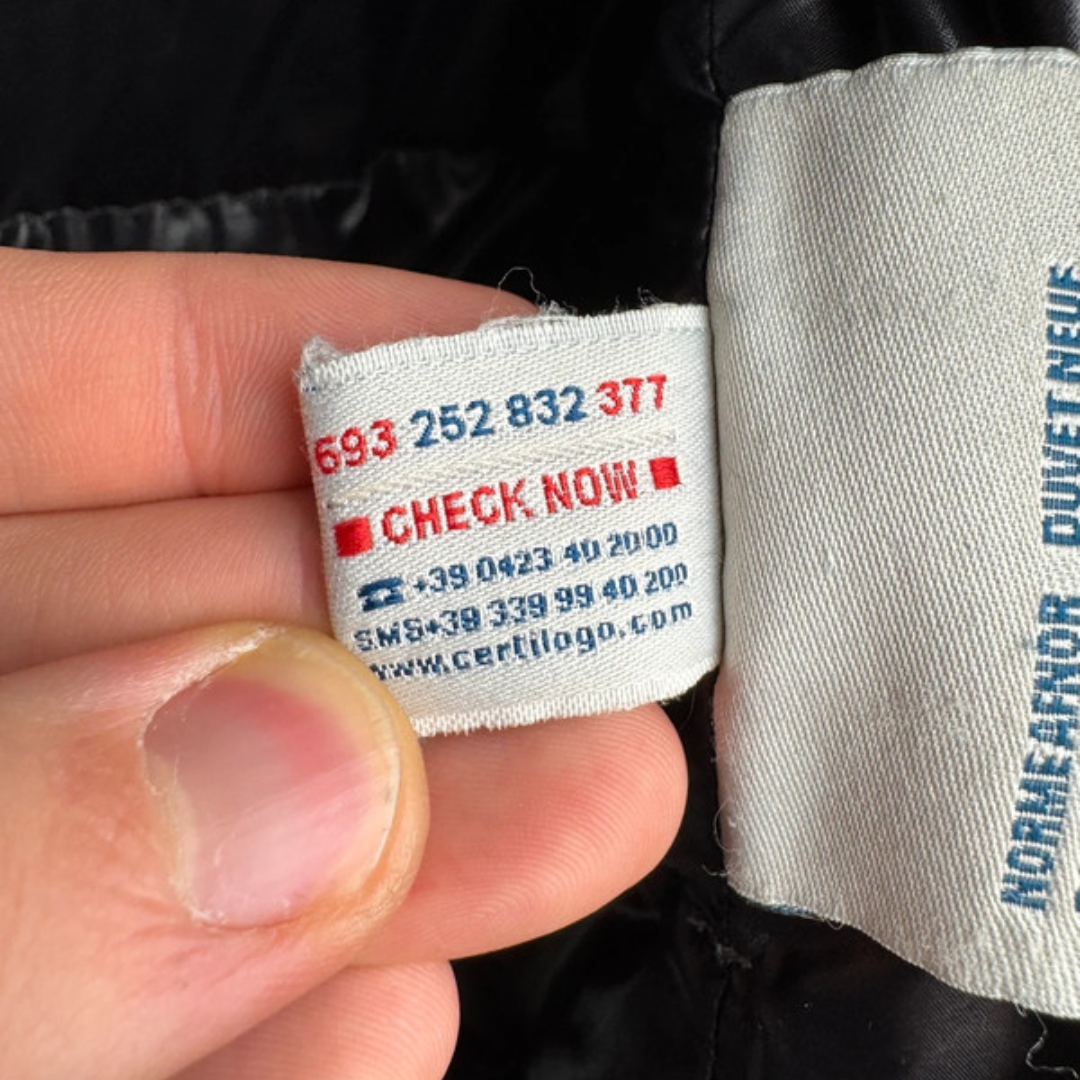 693 252 832 377
CHECK NOW
+39 0423 40 20 00
SMS+39 339 99 40 200
www.certilogo.com
NORME AFNOR DUVET NEUF